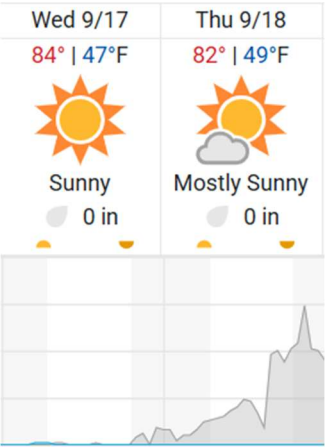 Wed 9/17 Thu 9/18
84° | 47°F 82° | 49°F
Sunny Mostly Sunny
0 in 0 in